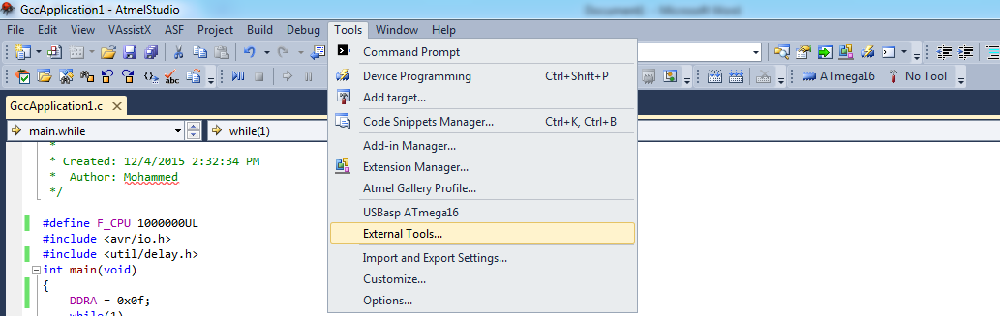 GccApplication1 - AtmelStudio
Document1 - Microsoft Word
File Edit View VAssistX ASF Project Build Debug Tools Window Help
Command Prompt
Device Programming Ctrl+Shift+P
Add target...
ATmega16 No Tool
GccApplication1.c
Code Snippets Manager... Ctrl+K, Ctrl+B
main.while while(1)
Add-in Manager...
Extension Manager...
Atmel Gallery Profile...
USBasp ATmega16
External Tools...
Import and Export Settings...
Customize...
Options...
*
* Created: 12/4/2015 2:32:34 PM
* Author: Mohammed
*/
#define F_CPU 1000000UL
#include <avr/io.h>
#include <util/delay.h>
int main(void)
{
DDRA = 0x0f;
while(1)